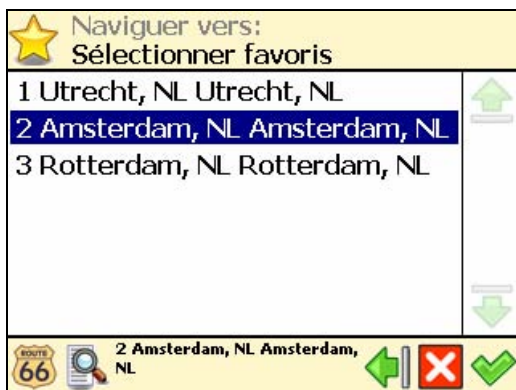 Naviguer vers:
Sélectionner favoris
1 Utrecht, NL Utrecht, NL
2 Amsterdam, NL Amsterdam, NL
3 Rotterdam, NL Rotterdam, NL
ROUTE
66
2 Amsterdam, NL Amsterdam,
NL